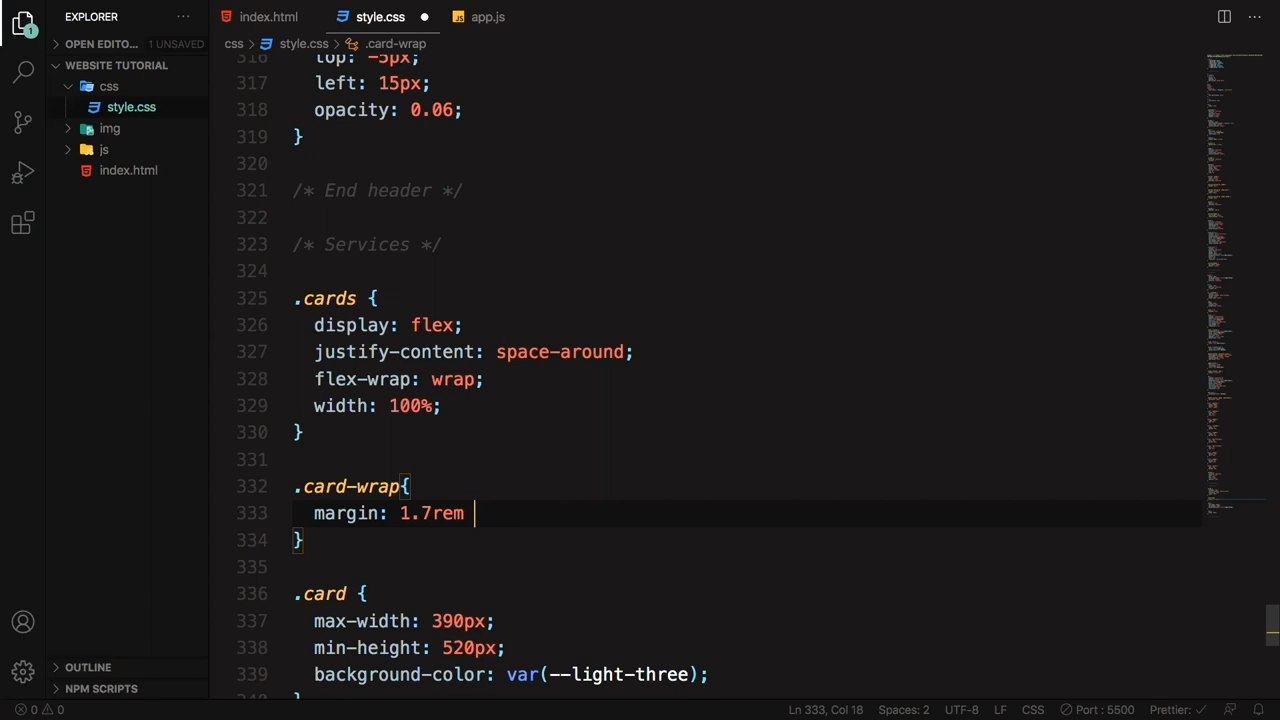 EXPLORER
index.html
style.css
app.js
OPEN EDITO... 1 UNSAVED
css > style.css > .card-wrap
WEBSITE TUTORIAL
css
style.css
img
js
index.html
316 top: -5px;
317 left: 15px;
318 opacity: 0.06;
319 }
320
321 /* End header */
322
323 /* Services */
324
325 .cards {
326 display: flex;
327 justify-content: space-around;
328 flex-wrap: wrap;
329 width: 100%;
330 }
331
332 .card-wrap{
333 margin: 1.7rem
334 }
335
336 .card {
337 max-width: 390px;
338 min-height: 520px;
339 background-color: var(--light-three);
340 }
OUTLINE
NPM SCRIPTS
0 0
Ln 333, Col 18 Spaces: 2 UTF-8 LF CSS Port : 5500 Prettier:
1